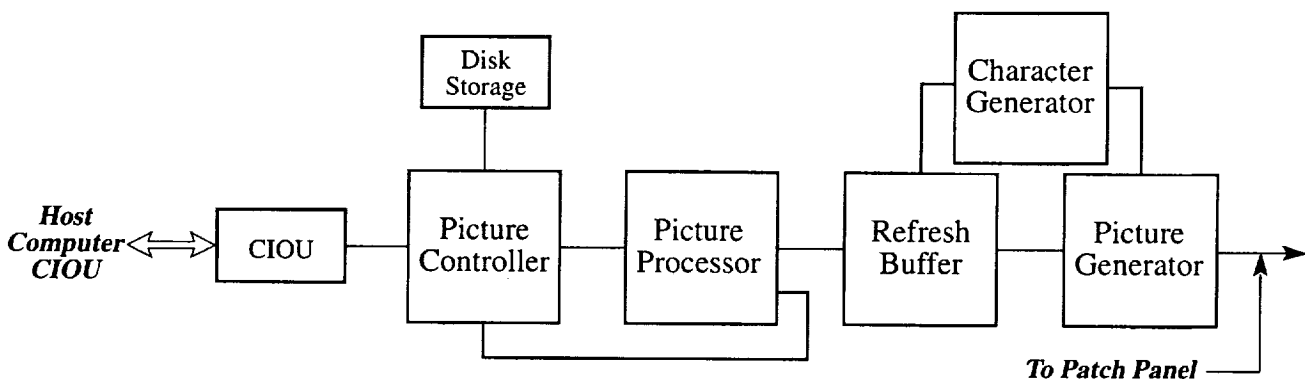 Disk
Storage
Character
Generator
Host
Computer
CIOU
CIOU
Picture
Controller
Picture
Processor
Refresh
Buffer
Picture
Generator
To Patch Panel